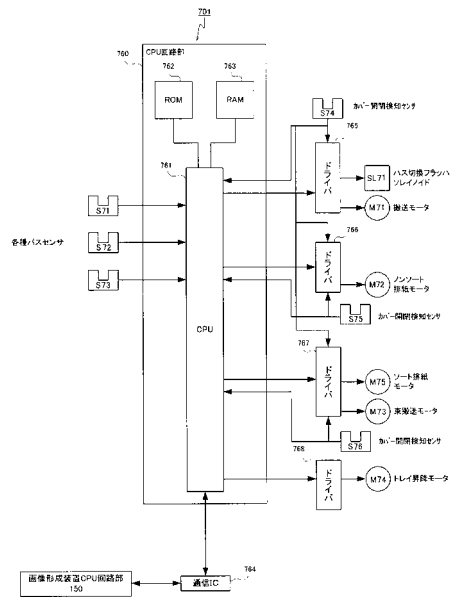 701
760
CPU回路部
762
ROM
763
RAM
S74
カバー開閉検知センサ
765
ドライバ
SL71
パス切換フラッパ
ソレイノイド
M71
搬送モータ
761
CPU
各種パスセンサ
S71
S72
S73
766
ドライバ
M72
ノンソート
排紙モータ
S75
カバー開閉検知センサ
767
ドライバ
M75
ソート排紙
モータ
M73
束搬送モータ
S76
カバー開閉検知センサ
768
ドライバ
M74
トレイ昇降モータ
画像形成装置CPU回路部
150
通信IC
764